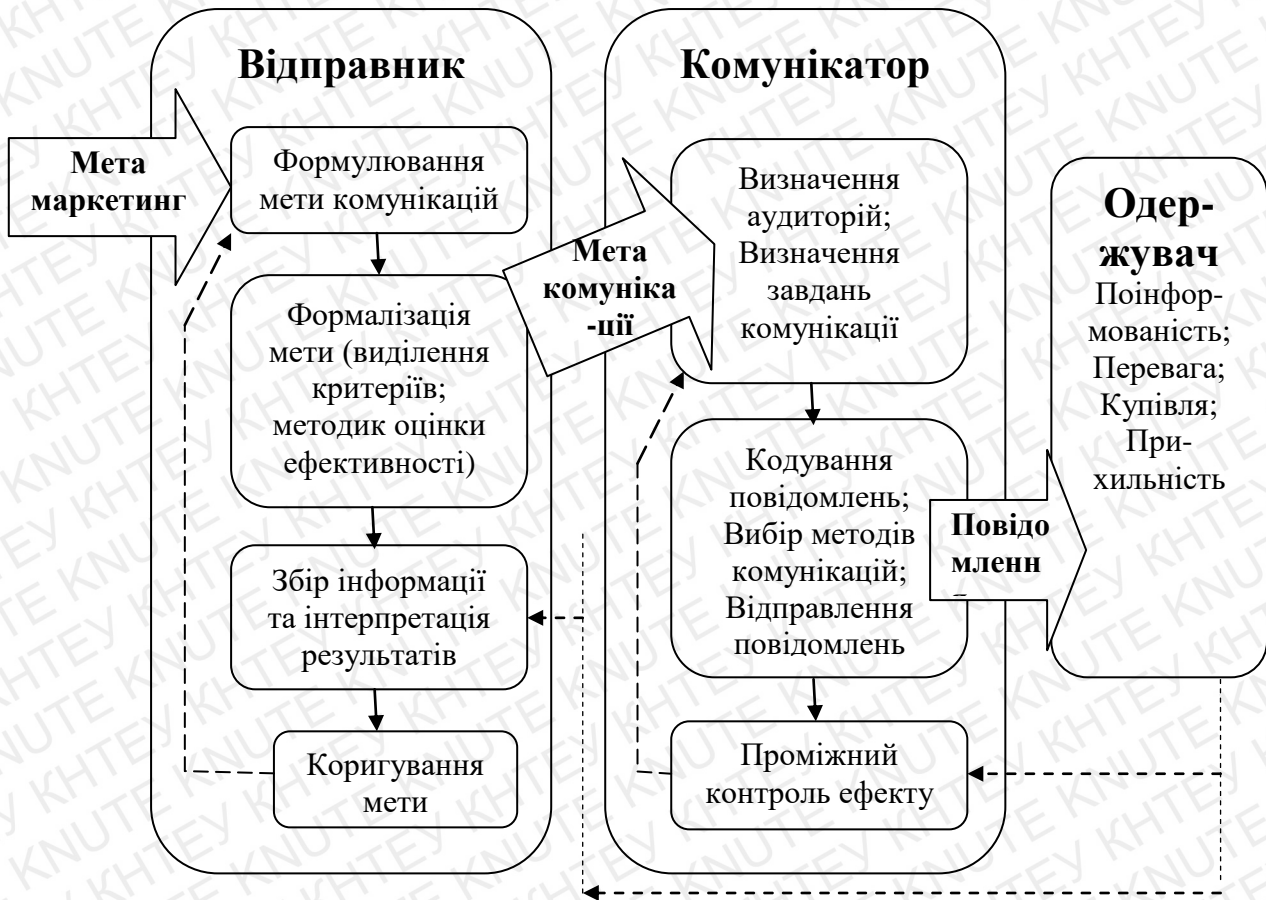 Відправник
Мета
маркетинг
Формулювання
мети комунікацій
Формалізація
мети (виділення
критеріїв;
методик оцінки
ефективності)
Збір інформації
та інтерпретація
результатів
Коригування
мети
Мета
комуніка
-ції
Комунікатор
Визначення
аудиторій;
Визначення
завдань
комунікації
Кодування
повідомлень;
Вибір методів
комунікацій;
Відправлення
повідомлень
Проміжний
контроль ефекту
Повідо
мленн
Одер-
жувач
Поінфор-
мованість;
Перевага;
Купівля;
При-
хильність